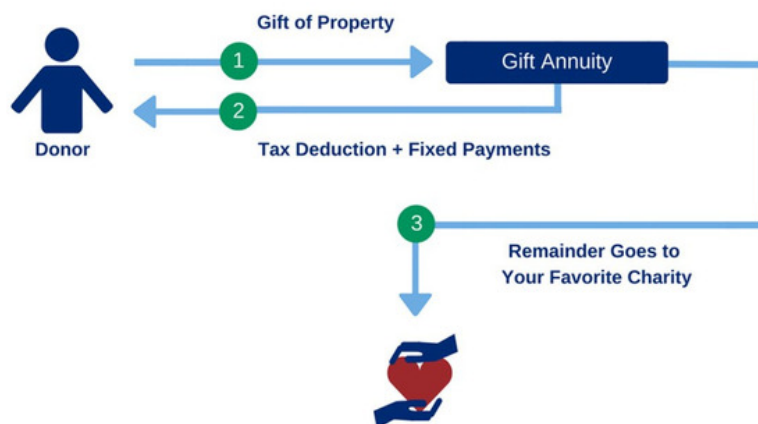 Gift of Property
1
Gift Annuity
2
Donor
Tax Deduction + Fixed Payments
3
Remainder Goes to
Your Favorite Charity